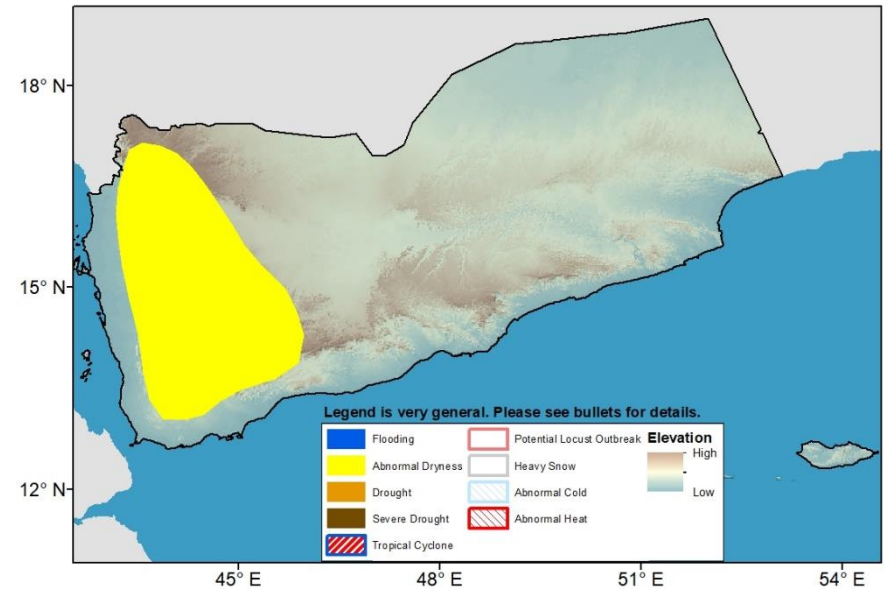 18° N
15° N
12° N
Legend is very general. Please see bullets for details.
Flooding
Abnormal Dryness
Drought
Severe Drought
Tropical Cyclone
Potential Locust Outbreak
Heavy Snow
Abnormal Cold
Abnormal Heat
Elevation
High
Low
45° E
48° E
51° E
54° E